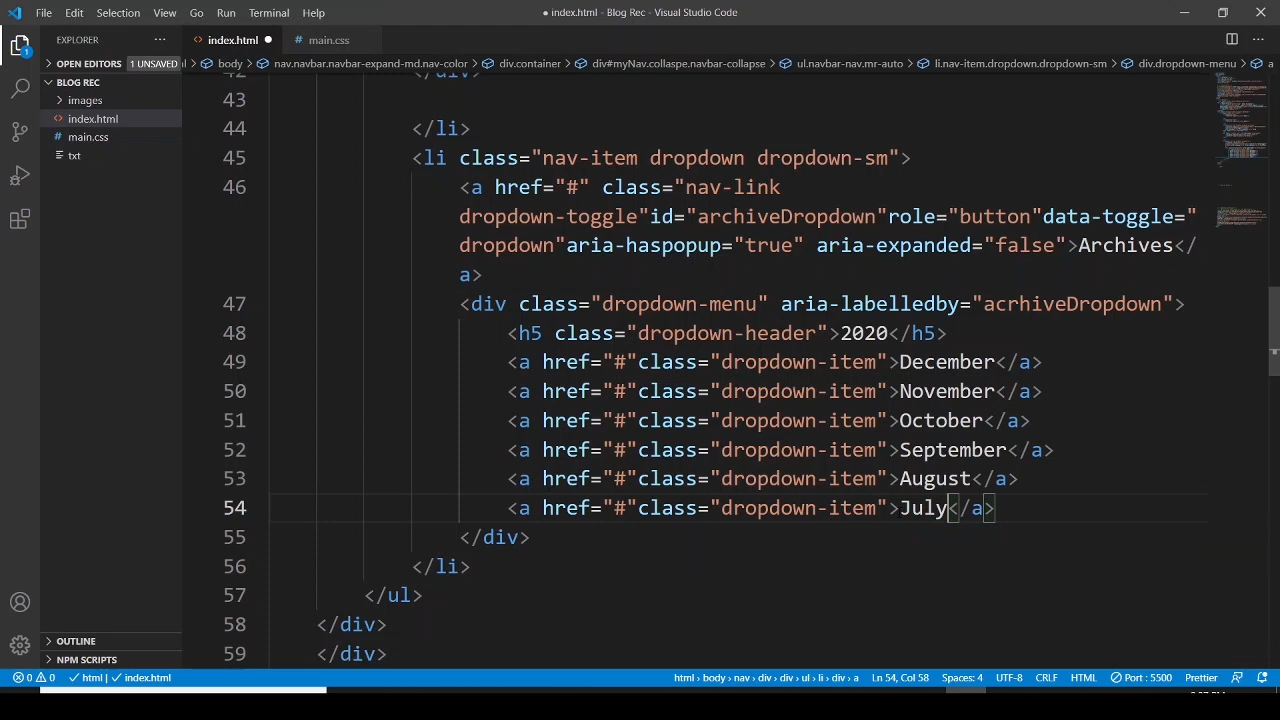 File Edit Selection View Go Run Terminal Help
● index.html - Blog Rec - Visual Studio Code
EXPLORER
index.html
main.css
OPEN EDITORS 1 UNSAVED
body > nav.navbar.navbar-expand-md.nav-color > div.container > div#myNav.collaspe.navbar-collapse > ul.navbar-nav.mr-auto > li.nav-item.dropdown.dropdown-sm > div.dropdown-menu > a
BLOG REC
images
index.html
main.css
txt
1
42 </div>
43
44 </li>
45 <li class="nav-item dropdown dropdown-sm">
46 <a href="#" class="nav-link
dropdown-toggle"id="archiveDropdown"role="button"data-toggle="
dropdown"aria-haspopup="true" aria-expanded="false">Archives</
a>
47 <div class="dropdown-menu" aria-labelledby="acrhiveDropdown">
48 <h5 class="dropdown-header">2020</h5>
49 <a href="#"class="dropdown-item">December</a>
50 <a href="#"class="dropdown-item">November</a>
51 <a href="#"class="dropdown-item">October</a>
52 <a href="#"class="dropdown-item">September</a>
53 <a href="#"class="dropdown-item">August</a>
54 <a href="#"class="dropdown-item">July</a>
55 </div>
56 </li>
57 </ul>
58 </div>
59 </div>
OUTLINE
NPM SCRIPTS
0 0 html | index.html
html > body > nav > div > div > ul > li > div > a
Ln 54, Col 58 Spaces: 4 UTF-8 CRLF HTML Port : 5500 Prettier